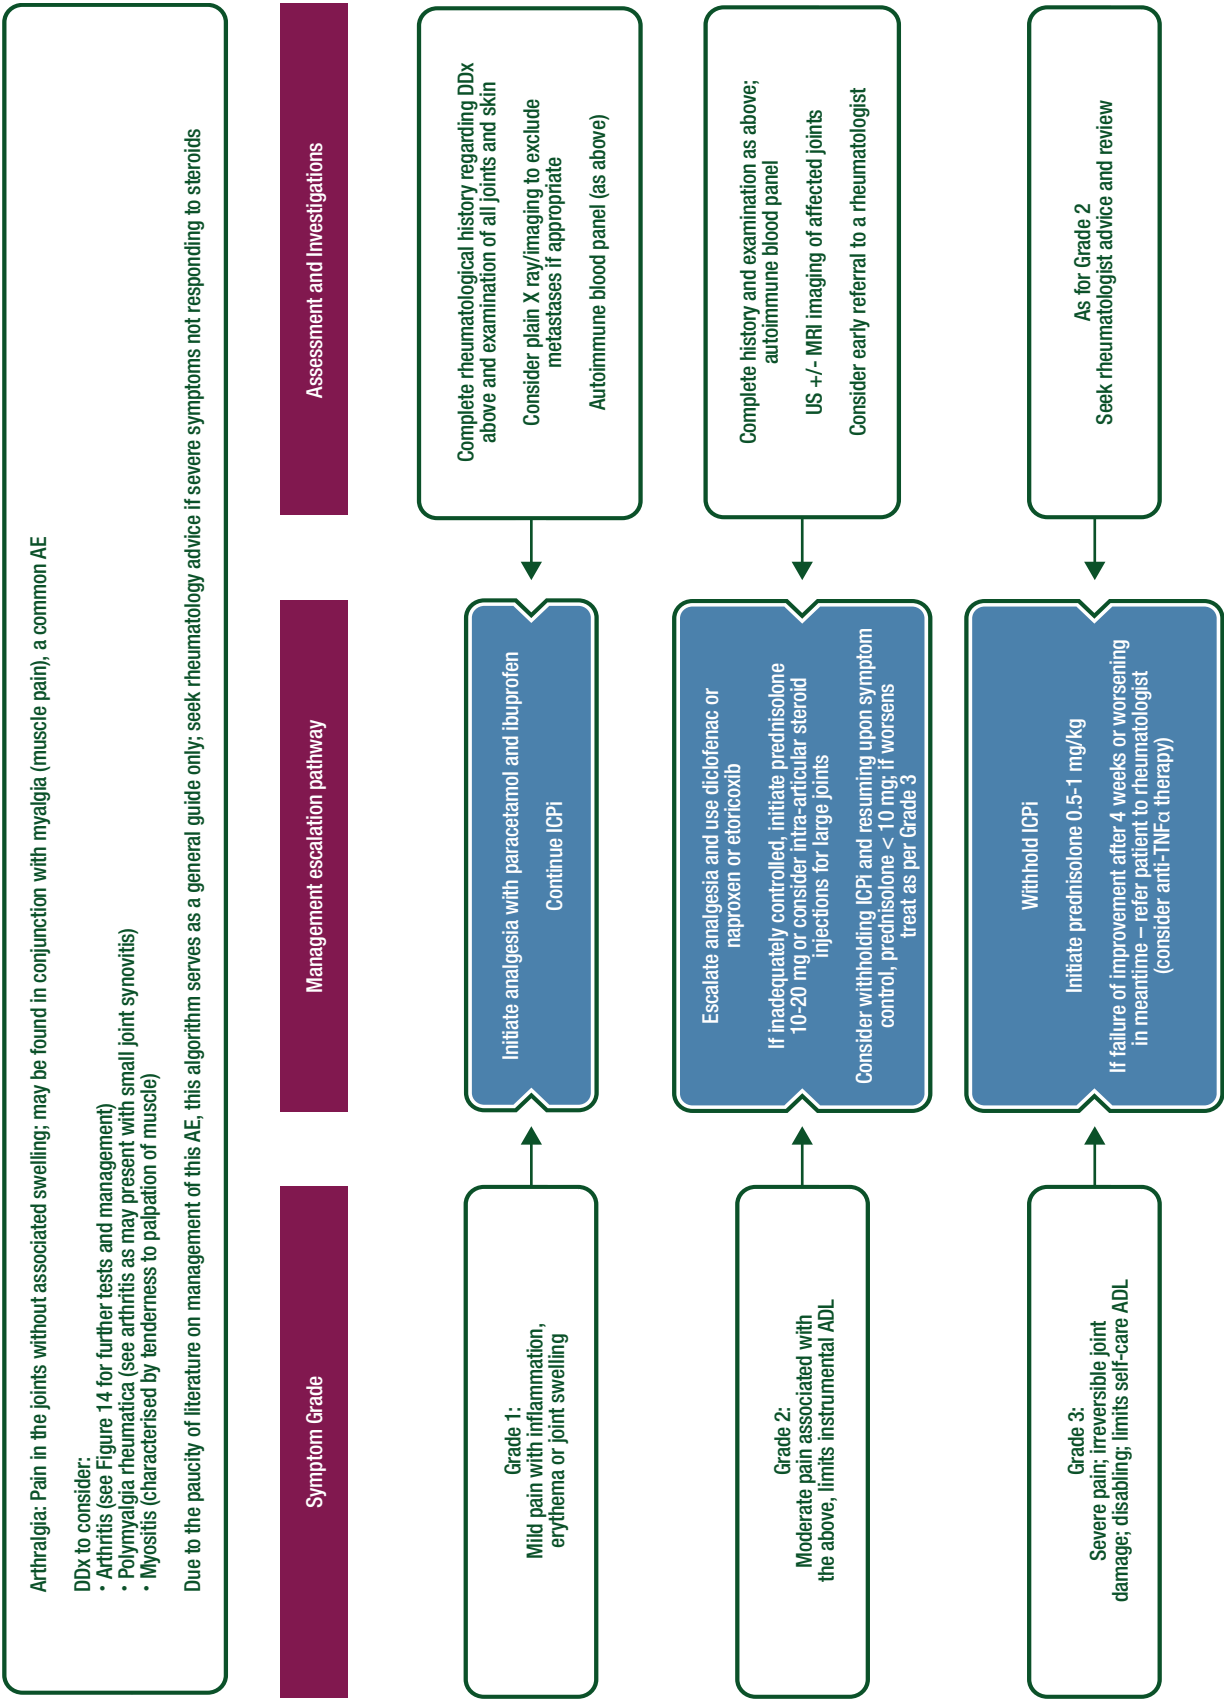 Arthralgia: Pain in the joints without associated swelling; may be found in conjunction with myalgia (muscle pain), a common AE
DDx to consider:
• Arthritis (see Figure 14 for further tests and management)
• Polymyalgia rheumatica (see arthritis as may present with small joint synovitis)
• Myositis (characterised by tenderness to palpation of muscle)
Due to the paucity of literature on management of this AE, this algorithm serves as a general guide only; seek rheumatology advice if severe symptoms not responding to steroids
Symptom Grade
Management escalation pathway
Assessment and Investigations
Grade 1:
Mild pain with inflammation,
erythema or joint swelling
Initiate analgesia with paracetamol and ibuprofen
Continue ICPi
Complete rheumatological history regarding DDx
above and examination of all joints and skin
Consider plain X ray/imaging to exclude
metastases if appropriate
Autoimmune blood panel (as above)
Grade 2:
Moderate pain associated with
the above, limits instrumental ADL
Escalate analgesia and use diclofenac or
naproxen or etoricoxib
If inadequately controlled, initiate prednisolone
10-20 mg or consider intra-articular steroid
injections for large joints
Consider withholding ICPi and resuming upon symptom
control, prednisolone < 10 mg; if worsens
treat as per Grade 3
Complete history and examination as above;
autoimmune blood panel
US +/- MRI imaging of affected joints
Consider early referral to a rheumatologist
Grade 3:
Severe pain; irreversible joint
damage; disabling; limits self-care ADL
Withhold ICPi
Initiate prednisolone 0.5-1 mg/kg
If failure of improvement after 4 weeks or worsening
in meantime – refer patient to rheumatologist
(consider anti-TNFα therapy)
As for Grade 2
Seek rheumatologist advice and review